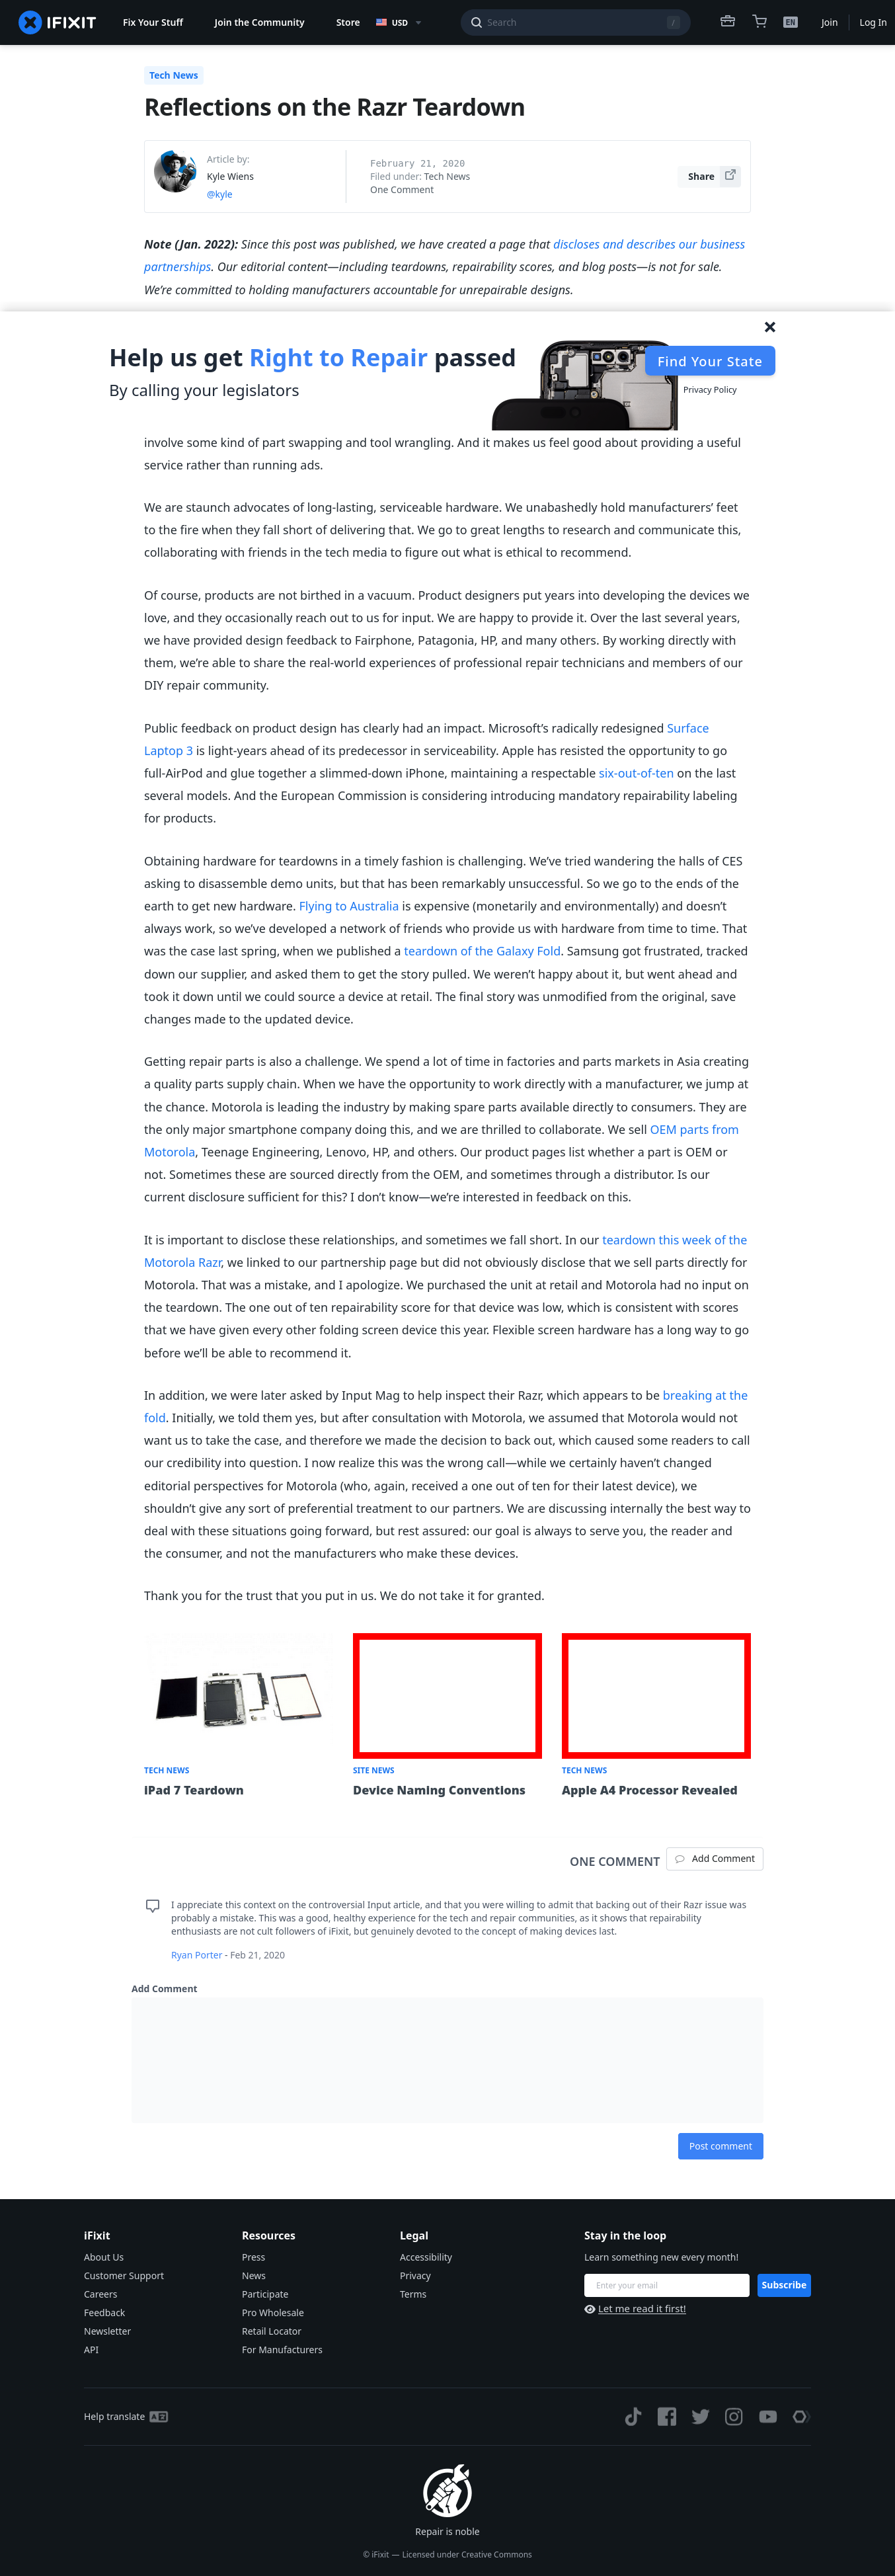 IFIXIT
Fix Your Stuff
Join the Community
Store
USD
Search
/
EN
Join
Log In
Tech News
Reflections on the Razr Teardown
Article by:
Kyle Wiens
@kyle
February 21, 2020
Filed under: Tech News
One Comment
Share
Note (Jan. 2022): Since this post was published, we have created a page that discloses and describes our business
partnerships. Our editorial content—including teardowns, repairability scores, and blog posts—is not for sale.
We’re committed to holding manufacturers accountable for unrepairable designs.
Help us get Right to Repair passed
By calling your legislators
Find Your State
Privacy Policy
involve some kind of part swapping and tool wrangling. And it makes us feel good about providing a useful
service rather than running ads.
We are staunch advocates of long-lasting, serviceable hardware. We unabashedly hold manufacturers’ feet
to the fire when they fall short of delivering that. We go to great lengths to research and communicate this,
collaborating with friends in the tech media to figure out what is ethical to recommend.
Of course, products are not birthed in a vacuum. Product designers put years into developing the devices we
love, and they occasionally reach out to us for input. We are happy to provide it. Over the last several years,
we have provided design feedback to Fairphone, Patagonia, HP, and many others. By working directly with
them, we’re able to share the real-world experiences of professional repair technicians and members of our
DIY repair community.
Public feedback on product design has clearly had an impact. Microsoft’s radically redesigned Surface
Laptop 3 is light-years ahead of its predecessor in serviceability. Apple has resisted the opportunity to go
full-AirPod and glue together a slimmed-down iPhone, maintaining a respectable six-out-of-ten on the last
several models. And the European Commission is considering introducing mandatory repairability labeling
for products.
Obtaining hardware for teardowns in a timely fashion is challenging. We’ve tried wandering the halls of CES
asking to disassemble demo units, but that has been remarkably unsuccessful. So we go to the ends of the
earth to get new hardware. Flying to Australia is expensive (monetarily and environmentally) and doesn’t
always work, so we’ve developed a network of friends who provide us with hardware from time to time. That
was the case last spring, when we published a teardown of the Galaxy Fold. Samsung got frustrated, tracked
down our supplier, and asked them to get the story pulled. We weren’t happy about it, but went ahead and
took it down until we could source a device at retail. The final story was unmodified from the original, save
changes made to the updated device.
Getting repair parts is also a challenge. We spend a lot of time in factories and parts markets in Asia creating
a quality parts supply chain. When we have the opportunity to work directly with a manufacturer, we jump at
the chance. Motorola is leading the industry by making spare parts available directly to consumers. They are
the only major smartphone company doing this, and we are thrilled to collaborate. We sell OEM parts from
Motorola, Teenage Engineering, Lenovo, HP, and others. Our product pages list whether a part is OEM or
not. Sometimes these are sourced directly from the OEM, and sometimes through a distributor. Is our
current disclosure sufficient for this? I don’t know—we’re interested in feedback on this.
It is important to disclose these relationships, and sometimes we fall short. In our teardown this week of the
Motorola Razr, we linked to our partnership page but did not obviously disclose that we sell parts directly for
Motorola. That was a mistake, and I apologize. We purchased the unit at retail and Motorola had no input on
the teardown. The one out of ten repairability score for that device was low, which is consistent with scores
that we have given every other folding screen device this year. Flexible screen hardware has a long way to go
before we’ll be able to recommend it.
In addition, we were later asked by Input Mag to help inspect their Razr, which appears to be breaking at the
fold. Initially, we told them yes, but after consultation with Motorola, we assumed that Motorola would not
want us to take the case, and therefore we made the decision to back out, which caused some readers to call
our credibility into question. I now realize this was the wrong call—while we certainly haven’t changed
editorial perspectives for Motorola (who, again, received a one out of ten for their latest device), we
shouldn’t give any sort of preferential treatment to our partners. We are discussing internally the best way to
deal with these situations going forward, but rest assured: our goal is always to serve you, the reader and
the consumer, and not the manufacturers who make these devices.
Thank you for the trust that you put in us. We do not take it for granted.
TECH NEWS
iPad 7 Teardown
SITE NEWS
Device Naming Conventions
TECH NEWS
Apple A4 Processor Revealed
ONE COMMENT
Add Comment
I appreciate this context on the controversial Input article, and that you were willing to admit that backing out of their Razr issue was
probably a mistake. This was a good, healthy experience for the tech and repair communities, as it shows that repairability
enthusiasts are not cult followers of iFixit, but genuinely devoted to the concept of making devices last.
Ryan Porter - Feb 21, 2020
Add Comment
Post comment
iFixit
About Us
Customer Support
Careers
Feedback
Newsletter
API
Resources
Press
News
Participate
Pro Wholesale
Retail Locator
For Manufacturers
Legal
Accessibility
Privacy
Terms
Stay in the loop
Learn something new every month!
Enter your email
Subscribe
Let me read it first!
Help translate
Repair is noble
© iFixit — Licensed under Creative Commons